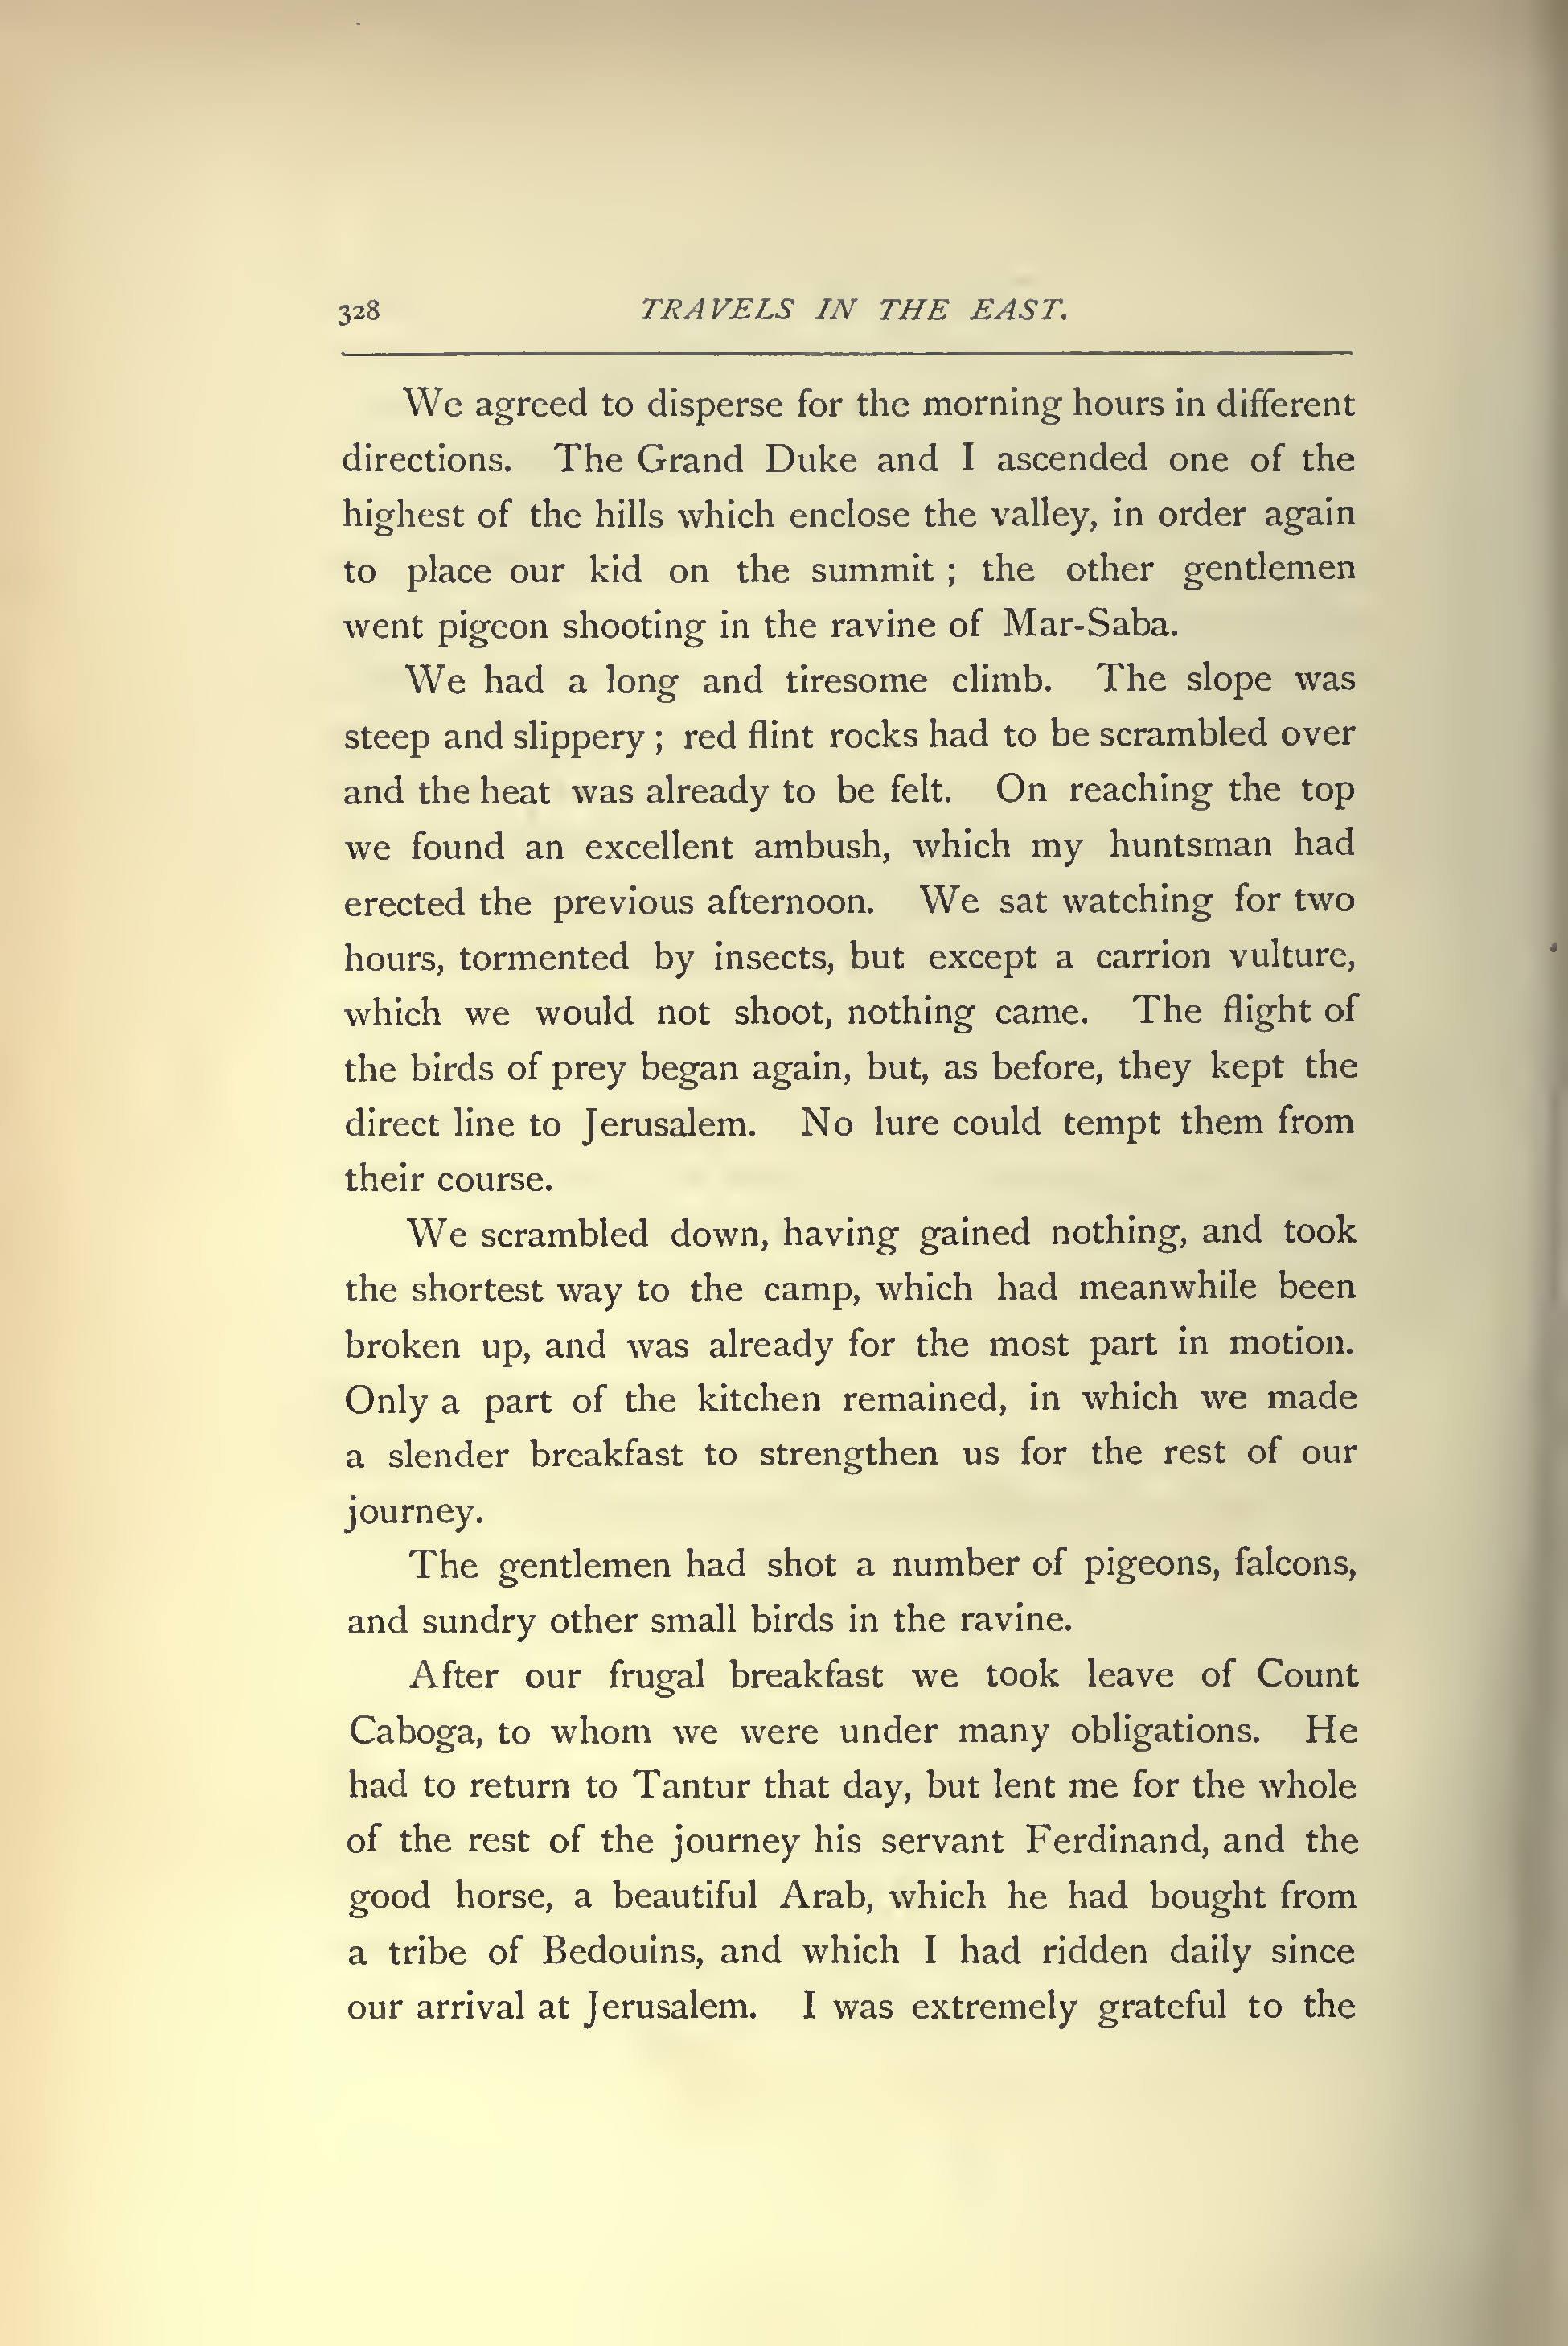 328 TRAVELS IN THE EAST.
We agreed to disperse for the morning hours in different
directions. The Grand Duke and I ascended one of the
highest of the hills which enclose the valley, in order again
to place our kid on the summit ; the other gentlemen
went pigeon shooting in the ravine of Mar-Saba.
We had a long and tiresome climb. The slope was
steep and slippery ; red flint rocks had to be scrambled over
and the heat was already to be felt. On reaching the top
we found an excellent ambush, which my huntsman had
erected the previous afternoon. We sat watching for two
hours, tormented by insects, but except a carrion vulture,
which we would not shoot, nothing came. The flight of
the birds of prey began again, but, as before, they kept the
direct line to Jerusalem. No lure could tempt them from
their course.
We scrambled down, having gained nothing, and took
the shortest way to the camp, which had meanwhile been
broken up, and was already for the most part in motion.
Only a part of the kitchen remained, in which we made
a slender breakfast to strengthen us for the rest of our
journey.
The gentlemen had shot a number of pigeons, falcons,
and sundry other small birds in the ravine.
After our frugal breakfast we took leave of Count
Caboga, to whom we were under many obligations. He
had to return to Tantur that day, but lent me for the whole
of the rest of the journey his servant Ferdinand, and the
good horse, a beautiful Arab, which he had bought from
a tribe of Bedouins, and which I had ridden daily since
our arrival at Jerusalem. I was extremely grateful to the